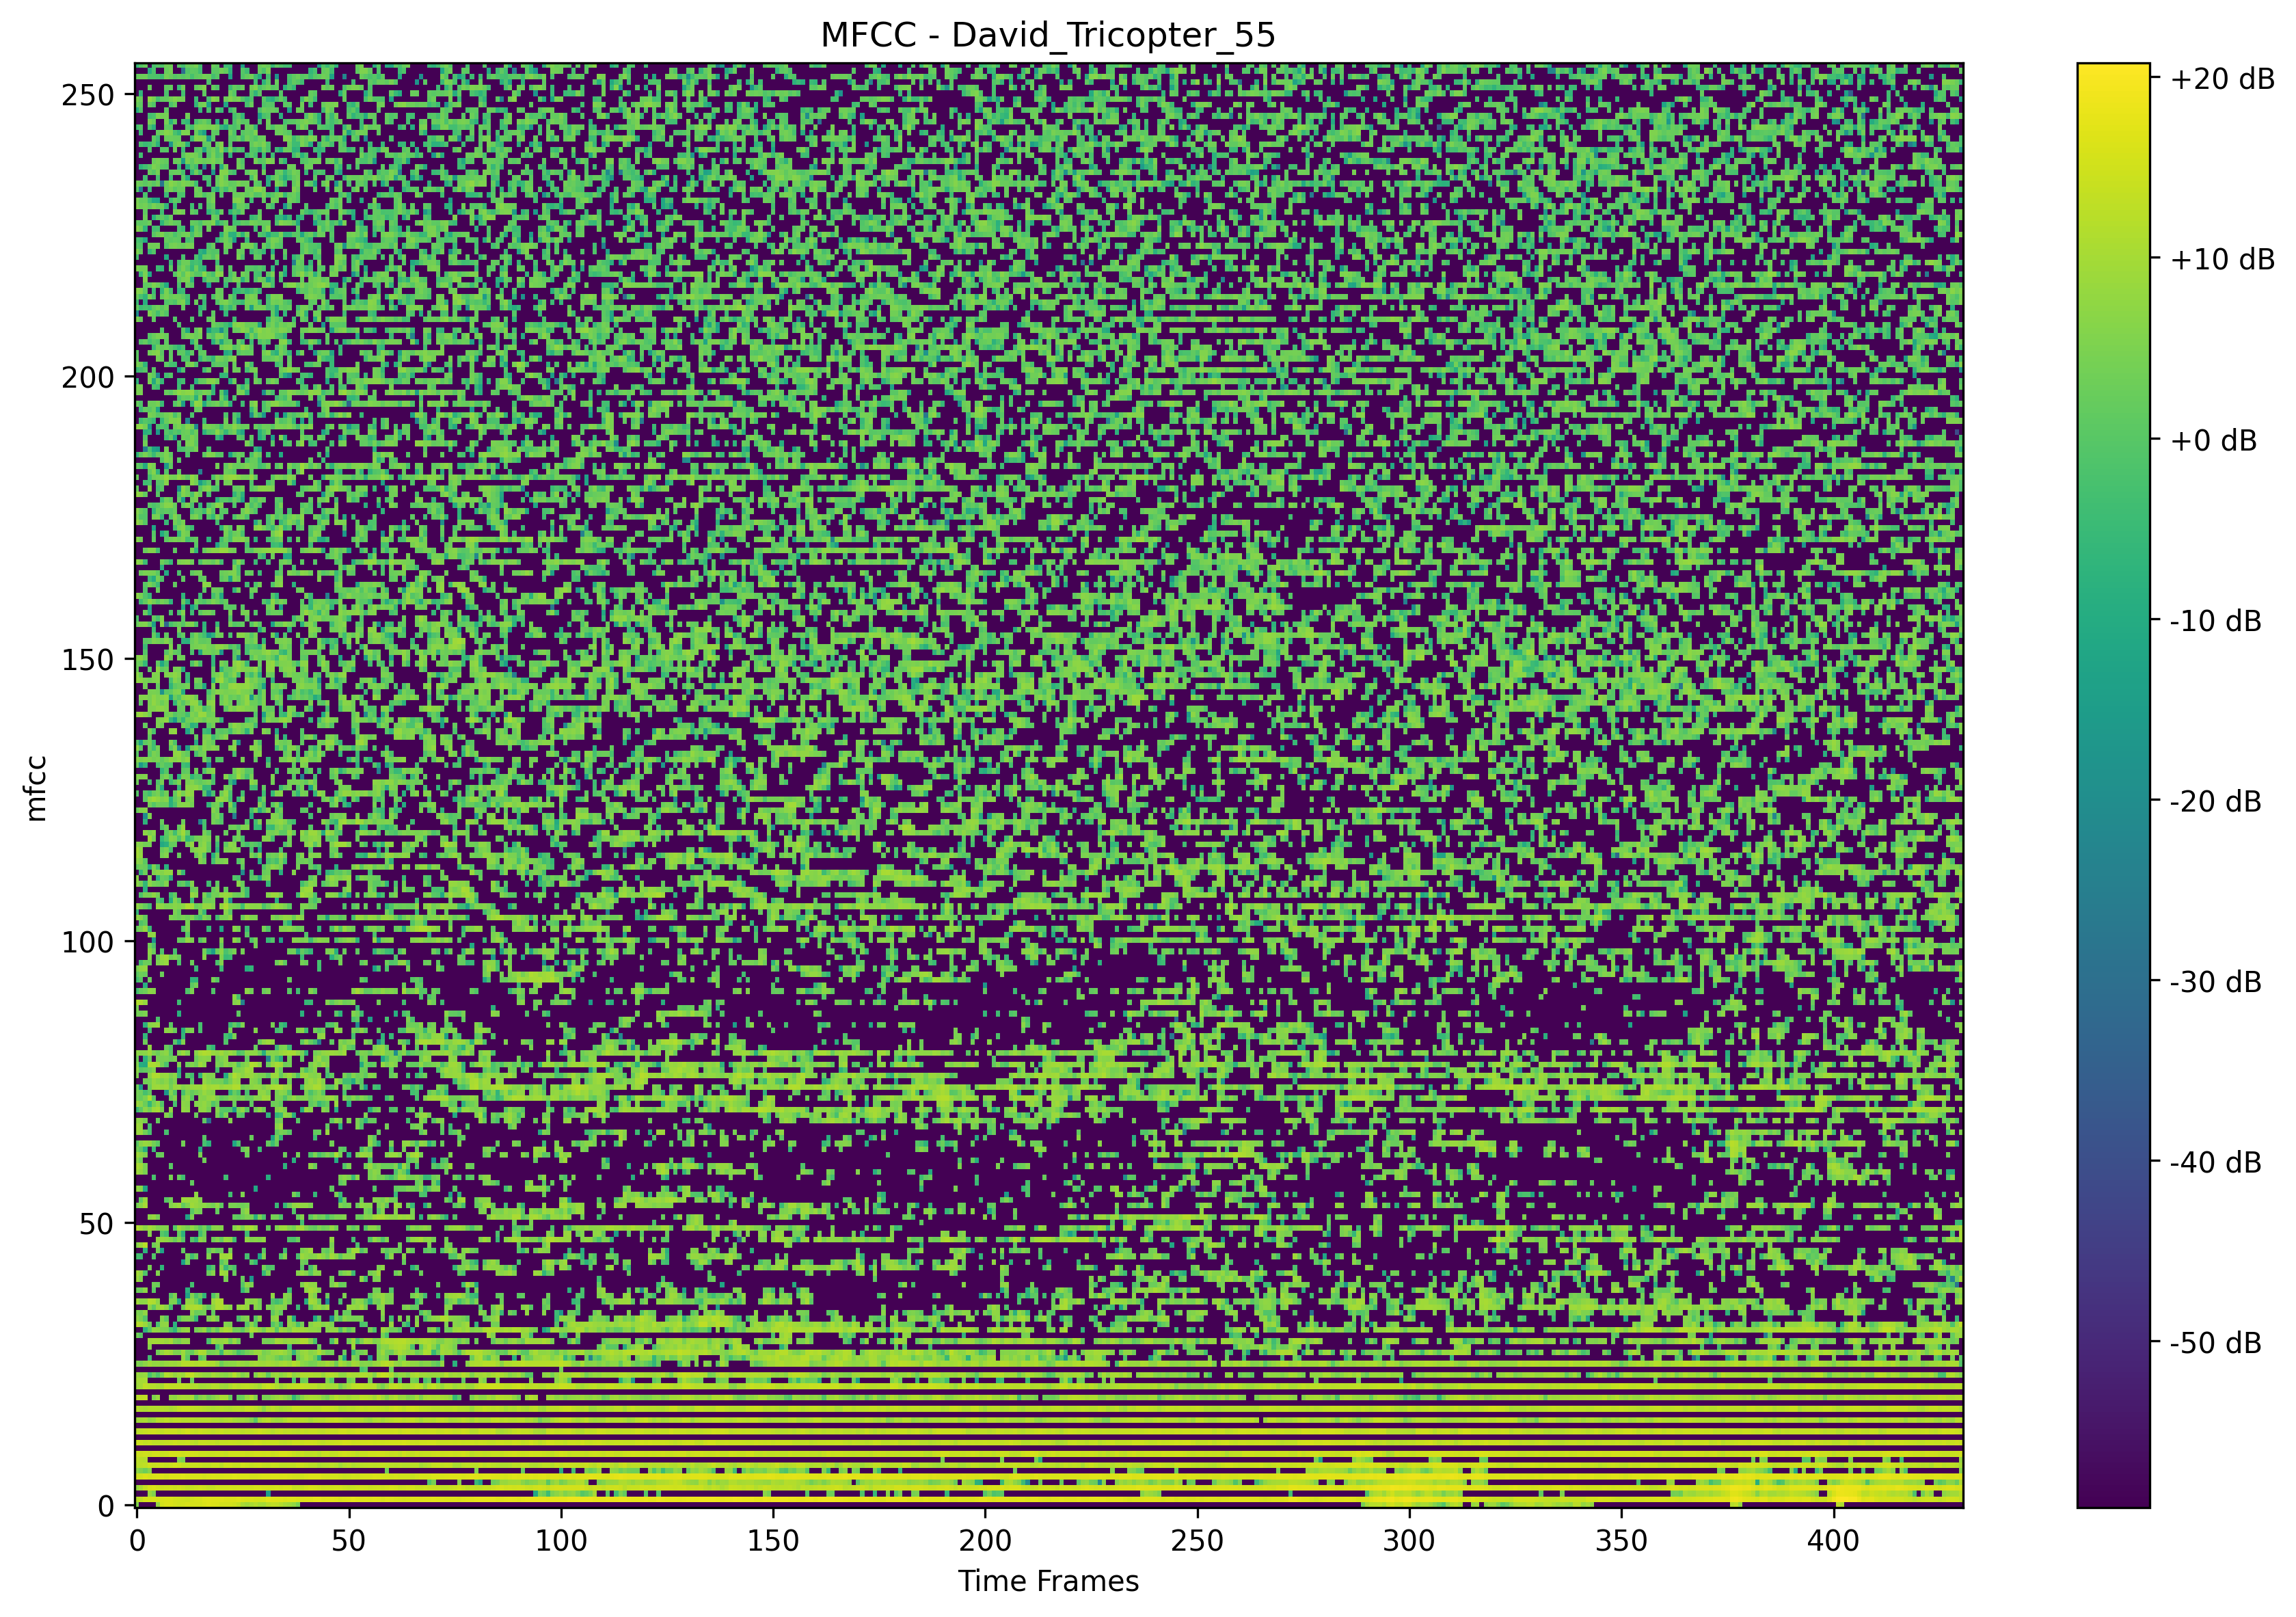 MFCC - David_Tricopter_55
mfcc
250
200
150
100
50
0
0 50 100 150 200 250 300 350 400
Time Frames
+20 dB
+10 dB
+0 dB
-10 dB
-20 dB
-30 dB
-40 dB
-50 dB